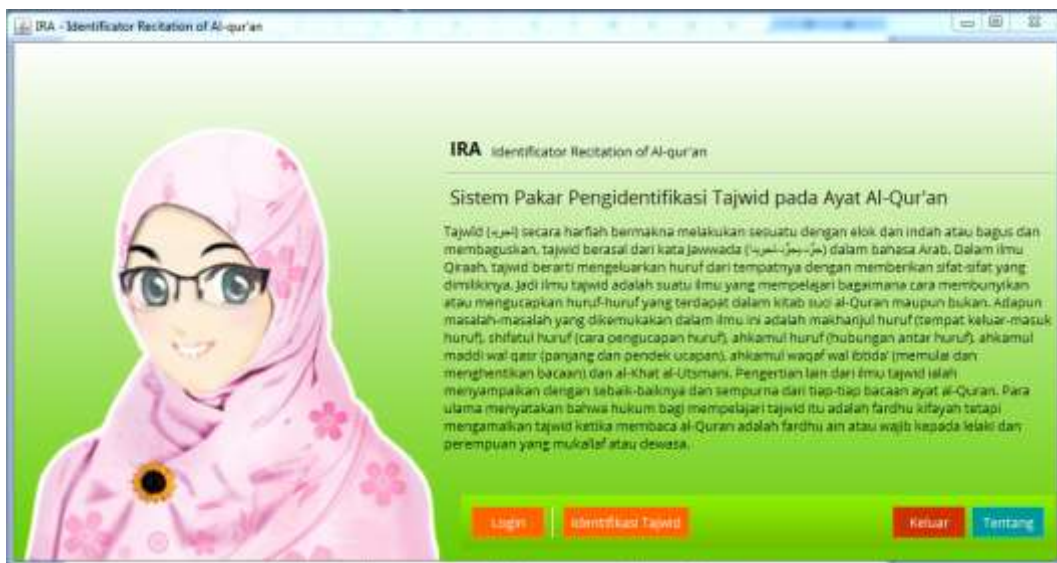 IRA - Identificator Recitation of Al-qur'an
IRA Identificator Recitation of Al-qur'an
Sistem Pakar Pengidentifikasi Tajwid pada Ayat Al-Qur'an
Tajwid () secara harfiah bermakna melakukan sesuatu dengan elok dan indah atau bagus dan
membaguskan, tajwid berasal dari kata Jawwada () dalam bahasa Arab. Dalam ilmu
Qiraah, tajwid berarti mengeluarkan huruf dari tempatnya dengan memberikan sifat-sifat yang
dimilikinya. Jadi ilmu tajwid adalah suatu ilmu yang mempelajari bagaimana cara membunyikan
atau mengucapkan huruf-huruf yang terdapat dalam kitab suci al-Quran maupun bukan. Adapun
masalah-masalah yang dikemukakan dalam ilmu ini adalah makharijul huruf (tempat keluar-masuk
huruf), shifatul huruf (cara pengucapan huruf), ahkamul huruf (hubungan antar huruf), ahkamul
maddi wal qasr (panjang dan pendek ucapan), ahkamul waqaf wal ibtida' (memulai dan
menghentikan bacaan) dan al-Khat al-Utsmani. Pengertian lain dari ilmu tajwid ialah
menyampaikan dengan sebaik-baiknya dan sempurna dari tiap-tiap bacaan ayat al-Quran. Para
ulama menyatakan bahwa hukum bagi mempelajari tajwid itu adalah fardhu kifayah tetapi
mengamalkan tajwid ketika membaca al-Quran adalah fardhu ain atau wajib kepada lelaki dan
perempuan yang mukallaf atau dewasa.
Login Identifikasi Tajwid Keluar Tentang